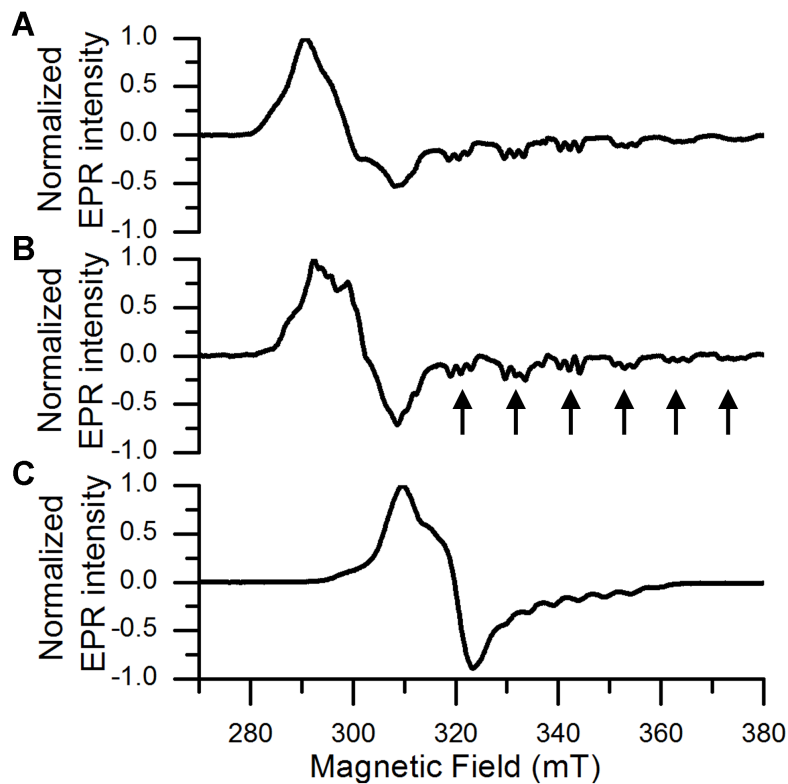 A
Normalized
EPR intensity
1.0
0.5
0.0
-0.5
-1.0
B
Normalized
EPR intensity
1.0
0.5
0.0
-0.5
-1.0
C
Normalized
EPR intensity
1.0
0.5
0.0
-0.5
-1.0
280 300 320 340 360 380
Magnetic Field (mT)